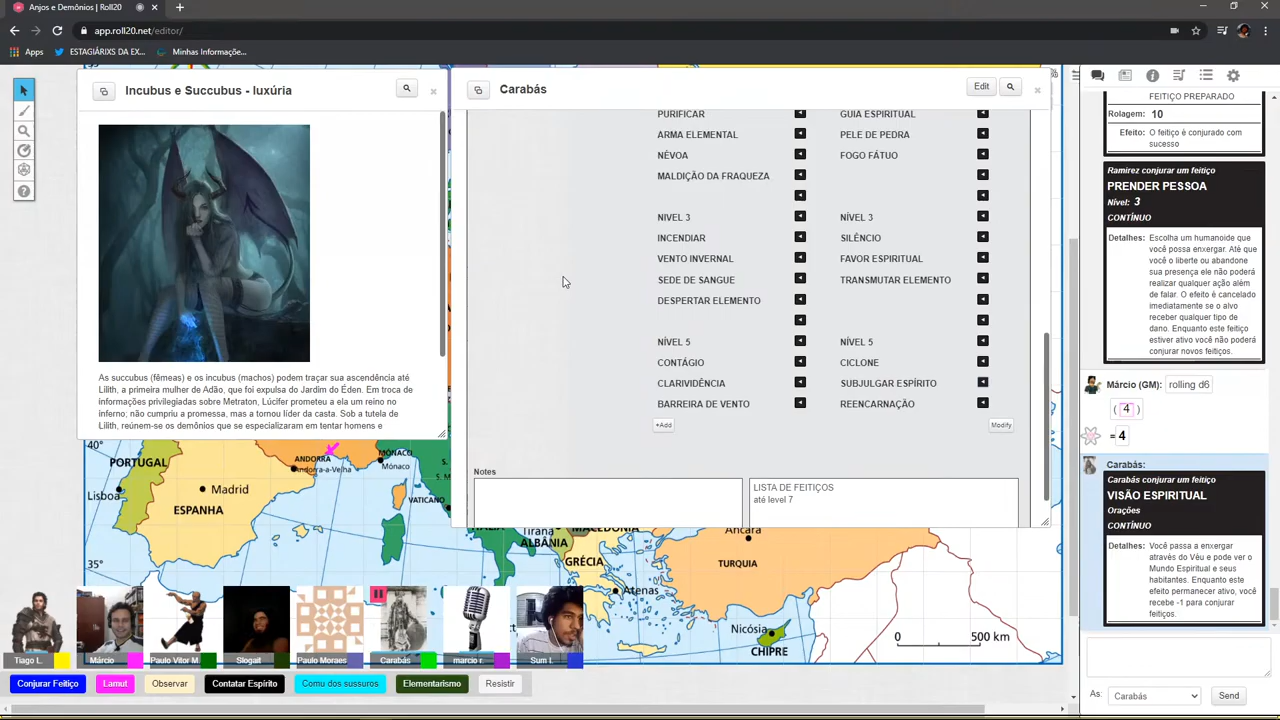 Anjos e Demônios | Roll20
app.roll20.net/editor/
Apps
ESTAGIÁRIXS DA EX...
Minhas Informaçõe...
Incubus e Succubus - luxúria
As succubus (fêmeas) e os incubus (machos) podem traçar sua ascendência até
Lilith, a primeira mulher de Adão, que foi expulsa do Jardim do Éden. Em troca de
informações privilegiadas sobre Metraton, Lúcifer prometeu a ela um reino no
inferno; não cumpriu a promessa, mas a tornou líder da casta. Sob a tutela de
Lilith, reúnem-se os demônios que se especializaram em tentar homens e
Carabás
Edit
PURIFICAR
GUIA ESPIRITUAL
ARMA ELEMENTAL
PELE DE PEDRA
NÉVOA
FOGO FÁTUO
MALDIÇÃO DA FRAQUEZA
NIVEL 3
NÍVEL 3
INCENDIAR
SILÊNCIO
VENTO INVERNAL
FAVOR ESPIRITUAL
SEDE DE SANGUE
TRANSMUTAR ELEMENTO
DESPERTAR ELEMENTO
NÍVEL 5
NÍVEL 5
CONTÁGIO
CICLONE
CLARIVIDÊNCIA
SUBJULGAR ESPÍRITO
BARREIRA DE VENTO
REENCARNAÇÃO
+Add
Modify
Notes
LISTA DE FEITIÇOS
até level 7
40°
35°
PORTUGAL
Lisboa
Madrid
ESPANHA
ANDORRA
Andorra-a-Velha
MÔNACO
Mônaco
VATICANO
S. M
Tirana
ALBÂNIA
MACEDÔNIA
GRÉCIA
Atenas
Ancara
TURQUIA
Nicósia
CHIPRE
0
500 km
Tiago L.
Márcio
Paulo Vitor M.
Slogait
Paulo Moraes
Carabás
marcio r.
Sum I.
Conjurar Feitiço
Lamut
Observar
Contatar Espírito
Comu dos sussuros
Elementarismo
Resistir
FEITIÇO PREPARADO
Rolagem: 10
Efeito: O feitiço é conjurado com
sucesso
Ramirez conjurar um feitiço
PRENDER PESSOA
Nível: 3
CONTÍNUO
Detalhes: Escolha um humanoide que
você possa enxergar. Até que
você o liberte ou abandone
sua presença ele não poderá
realizar qualquer ação além
de falar. O efeito é cancelado
imediatamente se o alvo
receber qualquer tipo de
dano. Enquanto este feitiço
estiver ativo você não poderá
conjurar novos feitiços.
Márcio (GM): rolling d6
( 4 )
= 4
Carabás:
Carabás conjurar um feitiço
VISÃO ESPIRITUAL
Orações
CONTÍNUO
Detalhes: Você passa a enxergar
através do Véu e pode ver o
Mundo Espiritual e seus
habitantes. Enquanto este
efeito permanecer ativo, você
recebe -1 para conjurar
feitiços.
As:
Carabás
Send